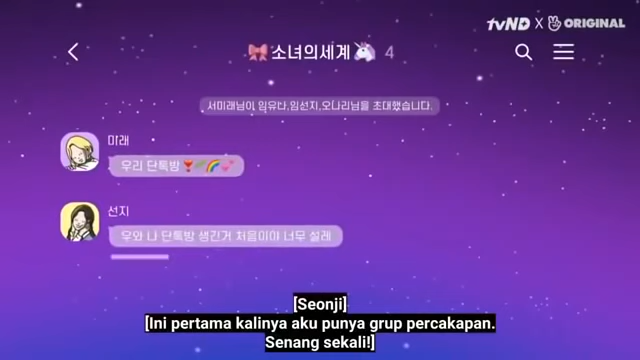 tvND X ORIGINAL
소녀의세계 4
서미래님이 임유나,임선지,오나리님을 초대했습니다.
미래
우리 단톡방
선지
우와 나 단톡방 생긴거 처음이야 너무 설레
[Seonji]
[Ini pertama kalinya aku punya grup percakapan.
Senang sekali!]